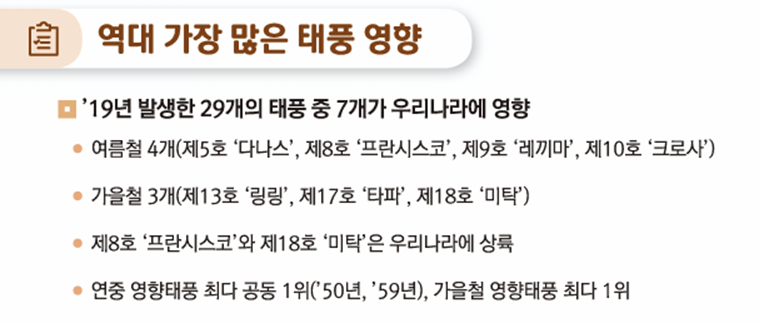 역대 가장 많은 태풍 영향
’19년 발생한 29개의 태풍 중 7개가 우리나라에 영향
• 여름철 4개(제5호 ‘다나스’, 제8호 ‘프란시스코’, 제9호 ‘레끼마’, 제10호 ‘크로사’)
• 가을철 3개(제13호 ‘링링’, 제17호 ‘타파’, 제18호 ‘미탁’)
• 제8호 ‘프란시스코’와 제18호 ‘미탁’은 우리나라에 상륙
• 연중 영향태풍 최다 공동 1위(’50년, ’59년), 가을철 영향태풍 최다 1위